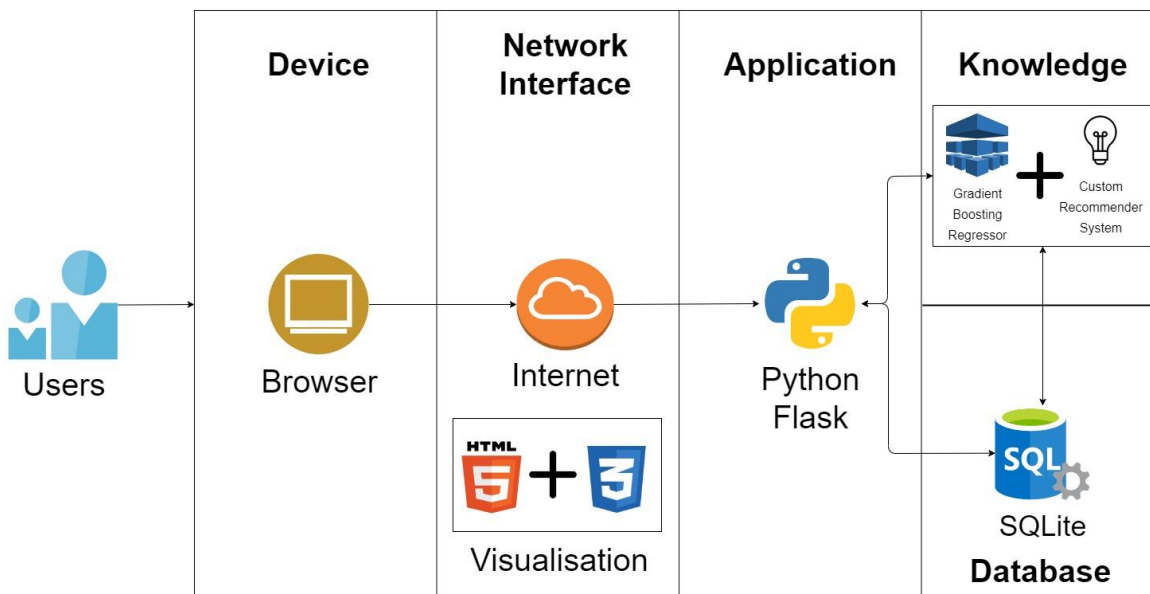 Device
Network
Interface
Application
Knowledge
Gradient
Boosting
Regressor
Custom
Recommender
System
Users
Browser
Internet
Python
Flask
HTML
5
3
Visualisation
SQL
SQLite
Database